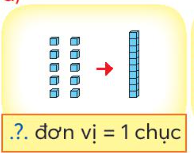 .?. đơn vị = 1 chục